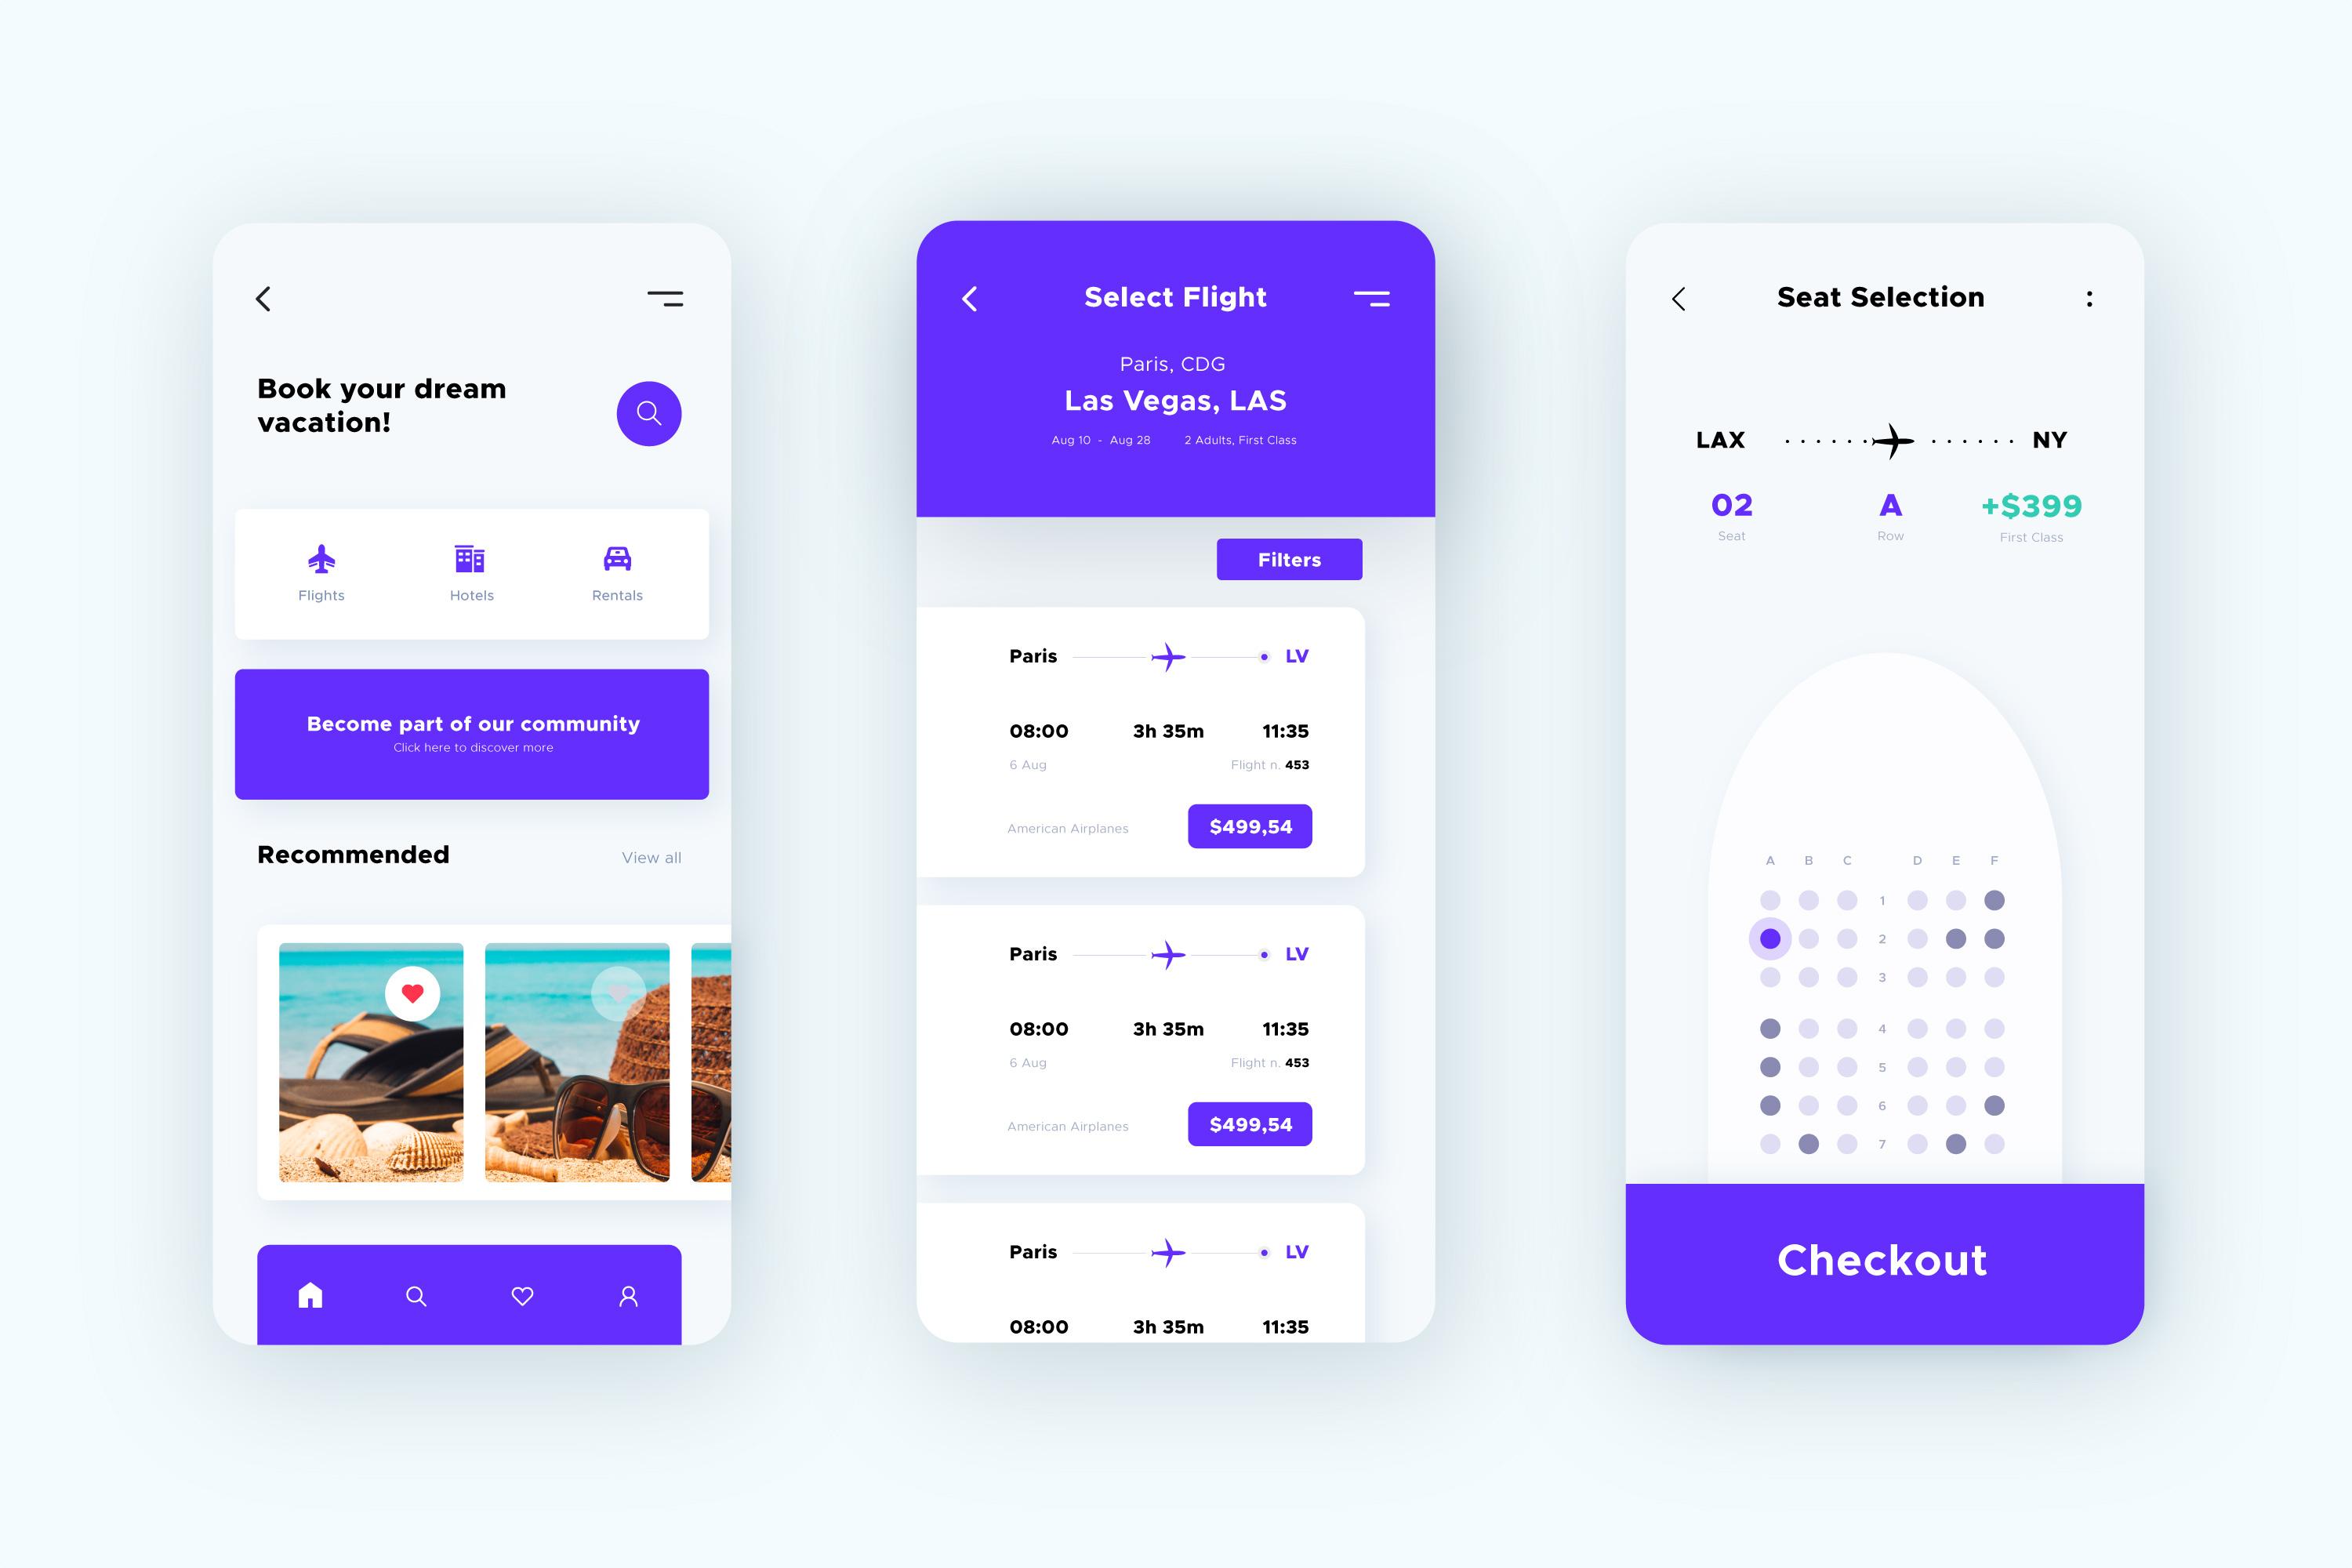 Book your dream
vacation!
Flights Hotels Rentals
Become part of our community
Click here to discover more
Recommended View all
Select Flight
Paris, CDG
Las Vegas, LAS
Aug 10 - Aug 28 2 Adults, First Class
Filters
Paris LV
08:00 3h 35m 11:35
6 Aug Flight n. 453
American Airplanes $499,54
Paris LV
08:00 3h 35m 11:35
6 Aug Flight n. 453
American Airplanes $499,54
Paris LV
08:00 3h 35m 11:35
Seat Selection
LAX NY
02 A +$399
Seat Row First Class
A B C D E F
1
2
3
4
5
6
7
Checkout